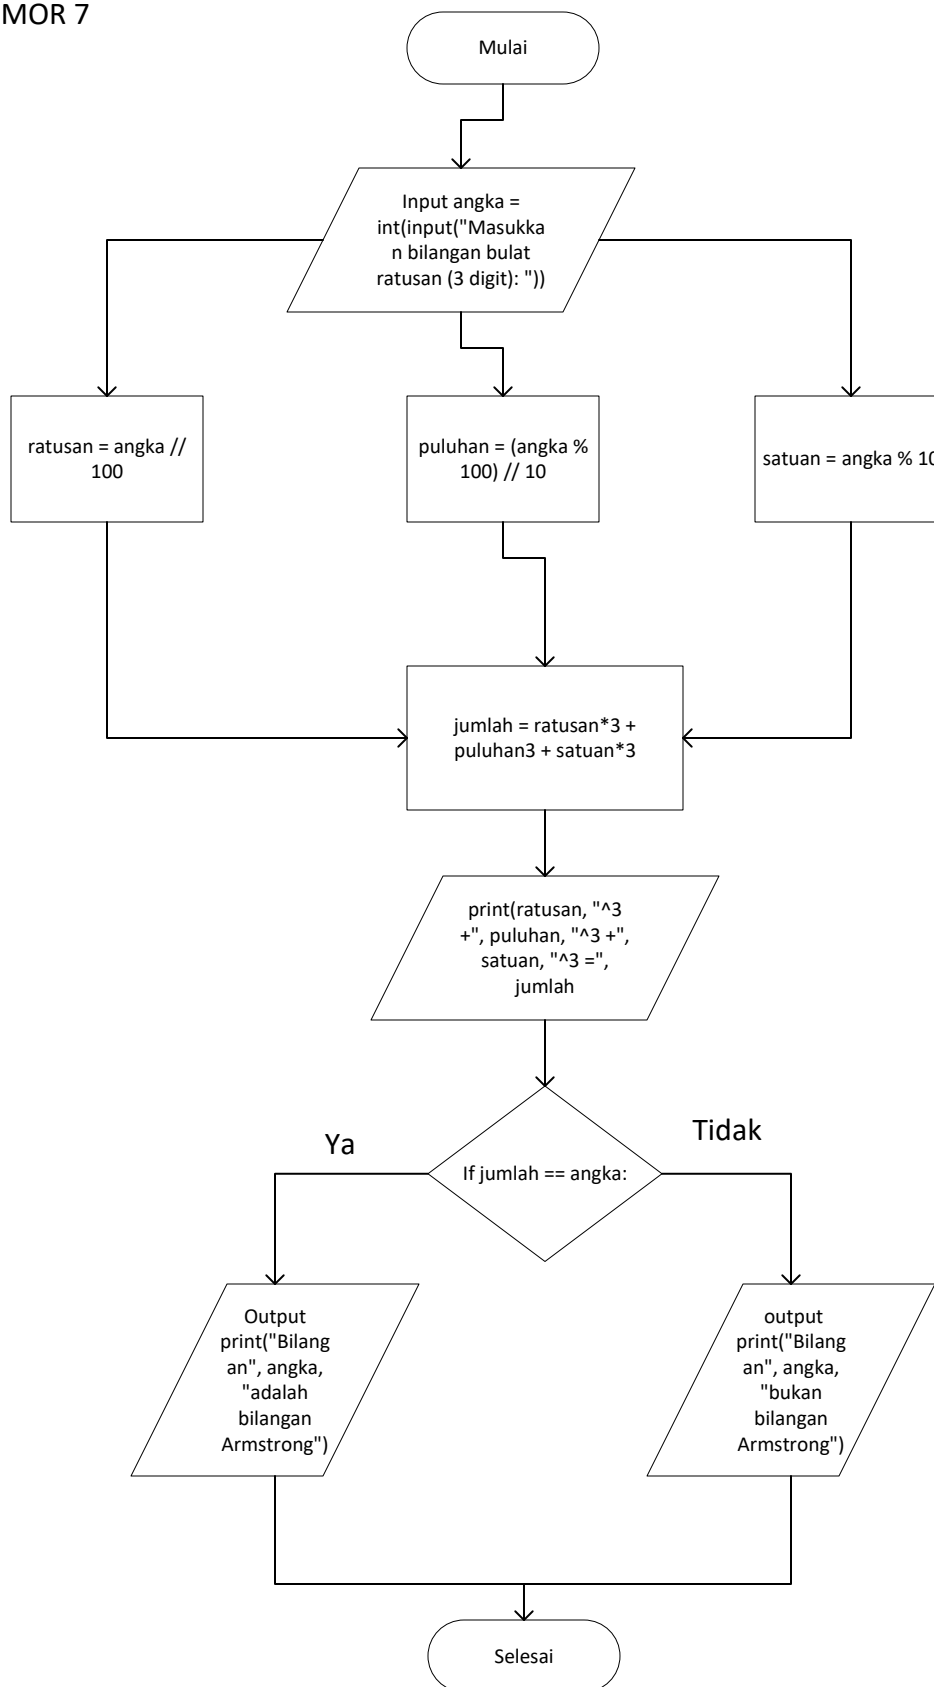 MOR 7
Mulai
Input angka =
int(input("Masukka
n bilangan bulat
ratusan (3 digit): "))
ratusan = angka //
100
puluhan = (angka %
100) // 10
satuan = angka % 10
jumlah = ratusan*3 +
puluhan3 + satuan*3
print(ratusan, "^3
+", puluhan, "^3 +",
satuan, "^3 =",
jumlah
If jumlah == angka:
Ya
Tidak
Output
print("Bilang
an", angka,
"adalah
bilangan
Armstrong")
output
print("Bilang
an", angka,
"bukan
bilangan
Armstrong")
Selesai